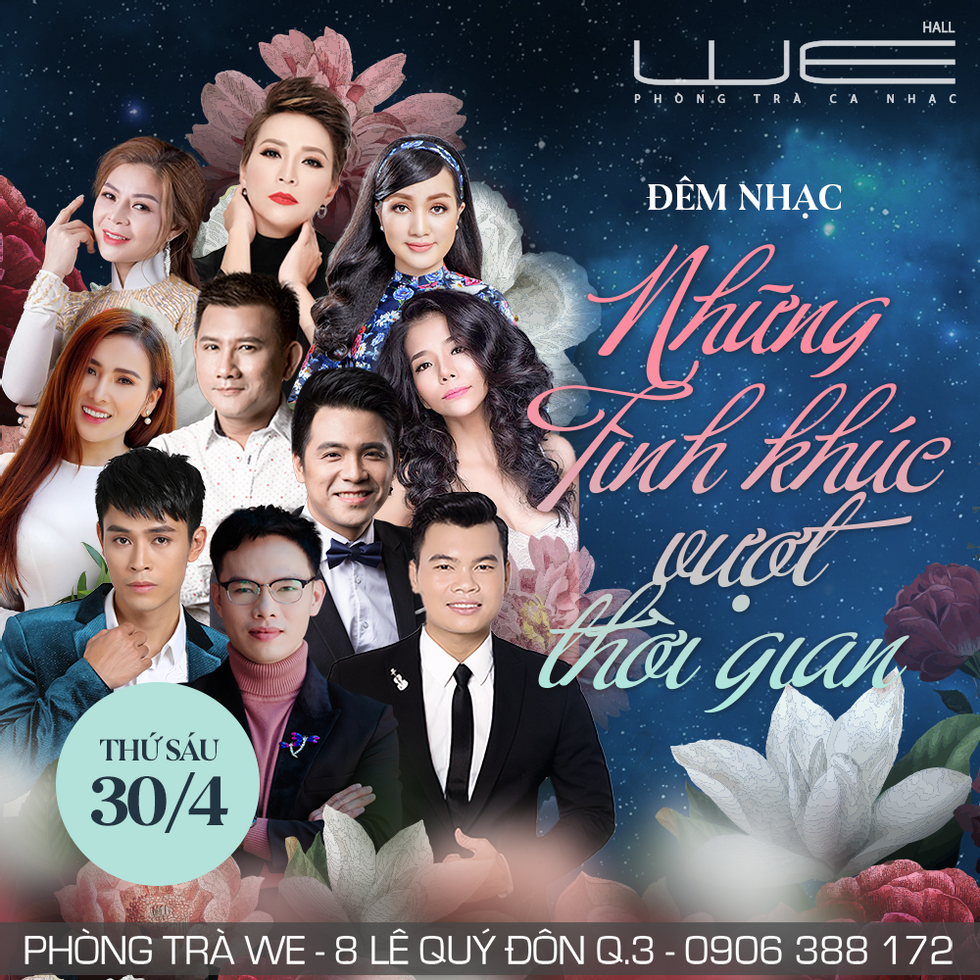 HALL
WE
PHÒNG TRÀ CA NHẠC
ĐÊM NHẠC
Những
Tình khúc
vượt
thời gian
THỨ SÁU
30/4
PHÒNG TRÀ WE - 8 LÊ QUÝ ĐÔN Q.3 - 0906 388 172